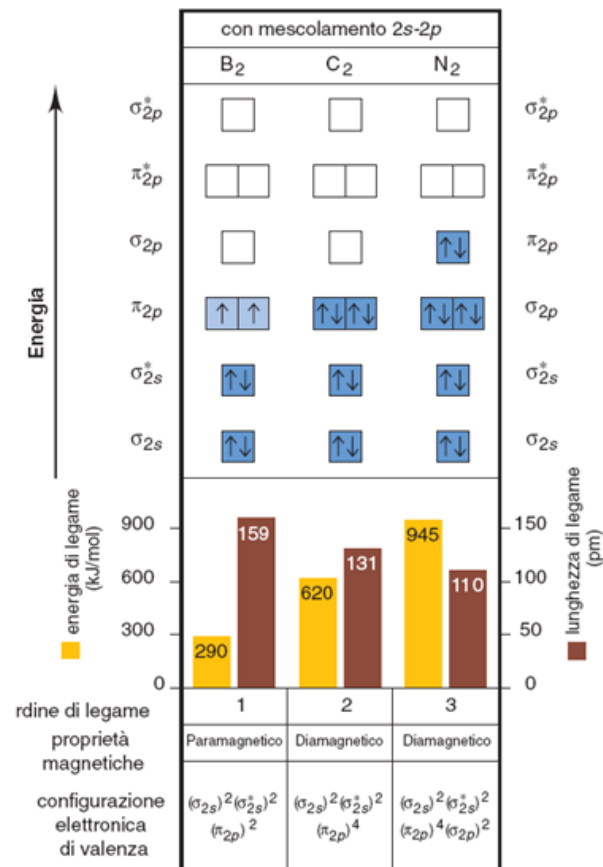 con mescolamento 2s-2p
B₂ C₂ N₂
Energia
σ*₂ₚ σ*₂ₚ
π*₂ₚ π*₂ₚ
σ₂ₚ ↑↓ π₂ₚ
π₂ₚ ↑ ↑ ↑↓ ↑↓ ↑↓ ↑↓ σ₂ₚ
σ*₂ₛ ↑↓ ↑↓ ↑↓ σ*₂ₛ
σ₂ₛ ↑↓ ↑↓ ↑↓ σ₂ₛ
energia di legame
(kJ/mol)
900
600
300
0
290 159 620 131 945 110
150
100
50
0
lunghezza di legame
(pm)
rdine di legame 1 2 3
proprietà
magnetiche
Paramagnetico Diamagnetico Diamagnetico
configurazione
elettronica
di valenza
(σ₂ₛ)²(σ*₂ₛ)²
(π₂ₚ)²
(σ₂ₛ)²(σ*₂ₛ)²
(π₂ₚ)⁴
(σ₂ₛ)²(σ*₂ₛ)²
(π₂ₚ)⁴(σ₂ₚ)²